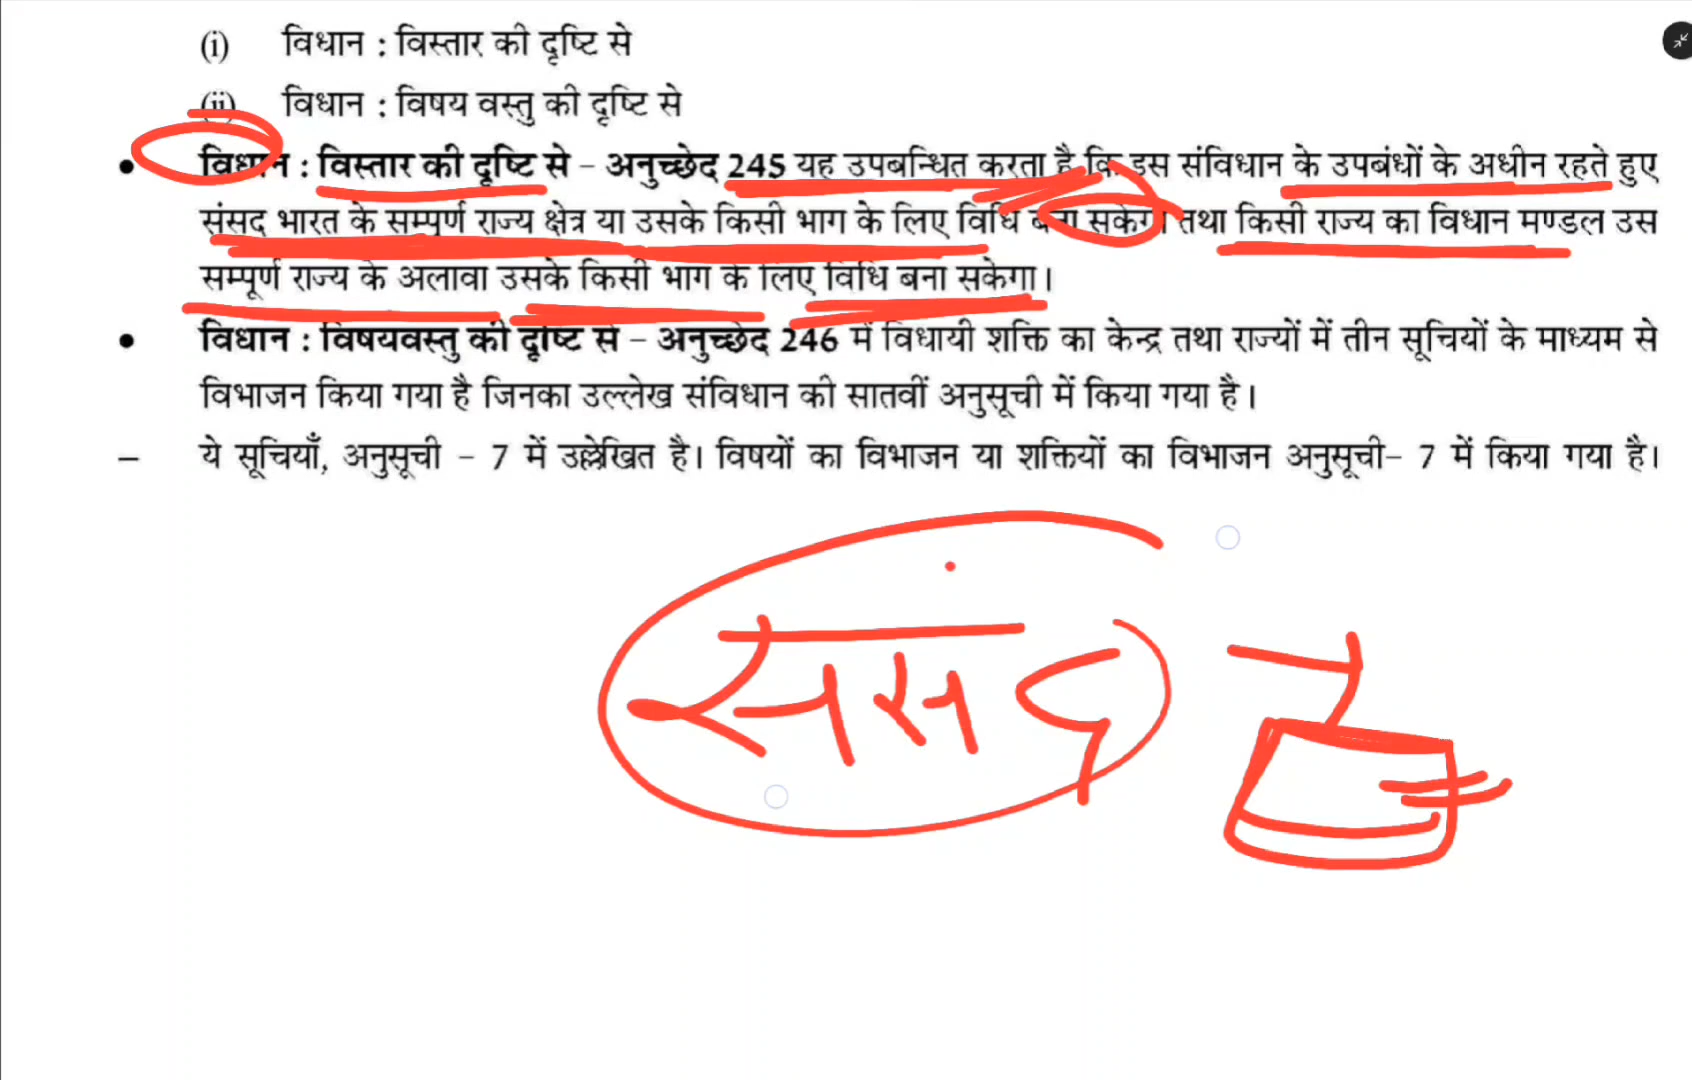 (i) विधान : विस्तार की दृष्टि से
(ii) विधान : विषय वस्तु की दृष्टि से
• विधान : विस्तार की दृष्टि से – अनुच्छेद 245 यह उपबन्धित करता है कि इस संविधान के उपबंधों के अधीन रहते हुए
संसद भारत के सम्पूर्ण राज्य क्षेत्र या उसके किसी भाग के लिए विधि बना सकेगी तथा किसी राज्य का विधान मण्डल उस
सम्पूर्ण राज्य के अलावा उसके किसी भाग के लिए विधि बना सकेगा।
• विधान : विषयवस्तु की दृष्टि से – अनुच्छेद 246 में विधायी शक्ति का केन्द्र तथा राज्यों में तीन सूचियों के माध्यम से
विभाजन किया गया है जिनका उल्लेख संविधान की सातवीं अनुसूची में किया गया है।
– ये सूचियाँ, अनुसूची – 7 में उल्लेखित है। विषयों का विभाजन या शक्तियों का विभाजन अनुसूची– 7 में किया गया है।
संसद